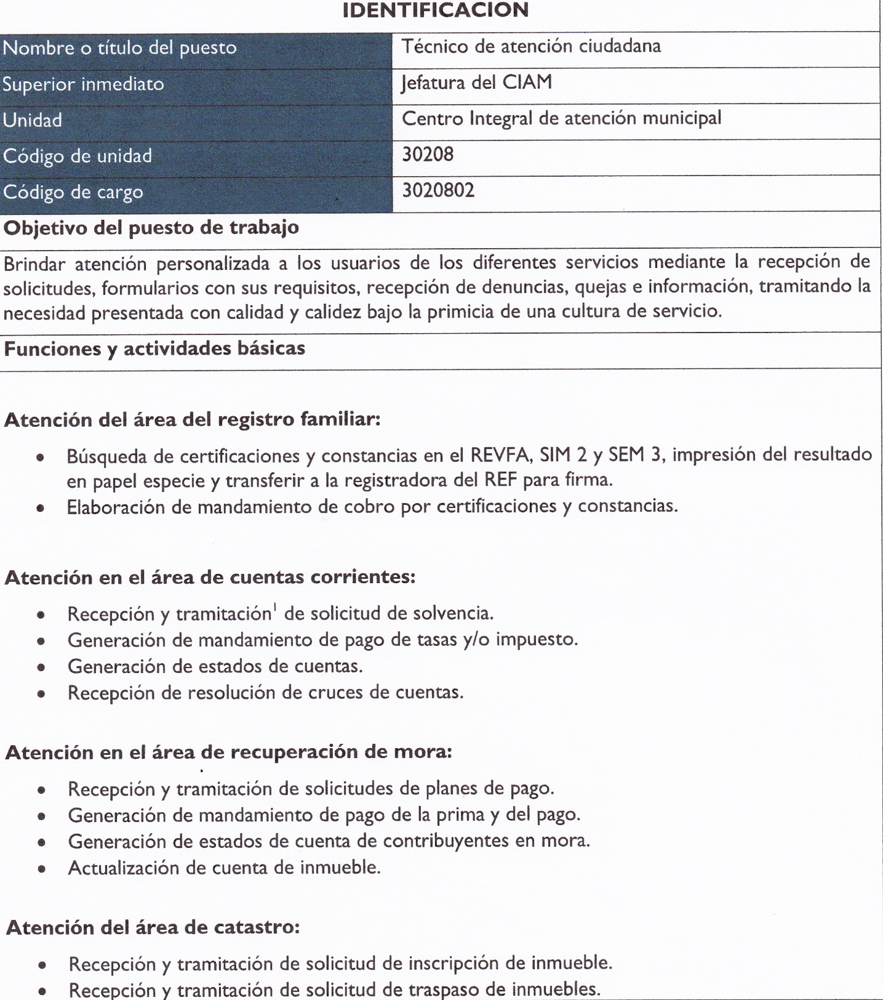 IDENTIFICACION
Nombre o título del puesto
Técnico de atención ciudadana
Superior inmediato
Jefatura del CIAM
Unidad
Centro Integral de atención municipal
Código de unidad
30208
Código de cargo
3020802
Objetivo del puesto de trabajo
Brindar atención personalizada a los usuarios de los diferentes servicios mediante la recepción de
solicitudes, formularios con sus requisitos, recepción de denuncias, quejas e información, tramitando la
necesidad presentada con calidad y calidez bajo la primicia de una cultura de servicio.
Funciones y actividades básicas
Atención del área del registro familiar:
• Búsqueda de certificaciones y constancias en el REVFA, SIM 2 y SEM 3, impresión del resultado
en papel especie y transferir a la registradora del REF para firma.
• Elaboración de mandamiento de cobro por certificaciones y constancias.
Atención en el área de cuentas corrientes:
• Recepción y tramitación¹ de solicitud de solvencia.
• Generación de mandamiento de pago de tasas y/o impuesto.
• Generación de estados de cuentas.
• Recepción de resolución de cruces de cuentas.
Atención en el área de recuperación de mora:
• Recepción y tramitación de solicitudes de planes de pago.
• Generación de mandamiento de pago de la prima y del pago.
• Generación de estados de cuenta de contribuyentes en mora.
• Actualización de cuenta de inmueble.
Atención del área de catastro:
• Recepción y tramitación de solicitud de inscripción de inmueble.
• Recepción y tramitación de solicitud de traspaso de inmuebles.